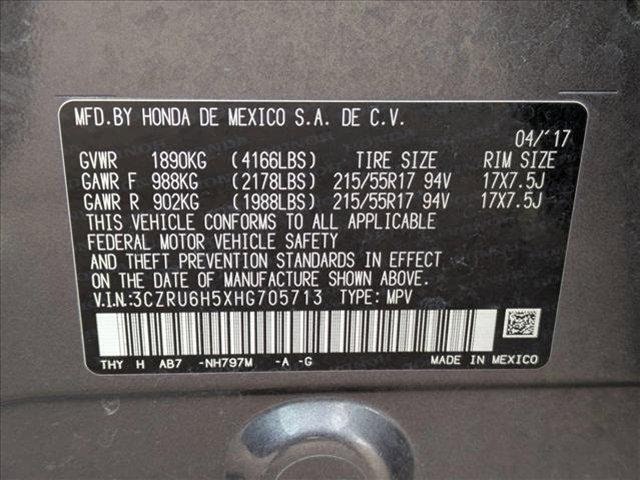 MFD.BY HONDA DE MEXICO S.A. DE C.V.
04/'17
GVWR 1890KG (4166LBS) TIRE SIZE RIM SIZE
GAWR F 988KG (2178LBS) 215/55R17 94V 17X7.5J
GAWR R 902KG (1988LBS) 215/55R17 94V 17X7.5J
THIS VEHICLE CONFORMS TO ALL APPLICABLE
FEDERAL MOTOR VEHICLE SAFETY
AND THEFT PREVENTION STANDARDS IN EFFECT
ON THE DATE OF MANUFACTURE SHOWN ABOVE.
V.I.N:3CZRU6H5XHG705713 TYPE: MPV
THY H AB7 -NH797M -A -G MADE IN MEXICO